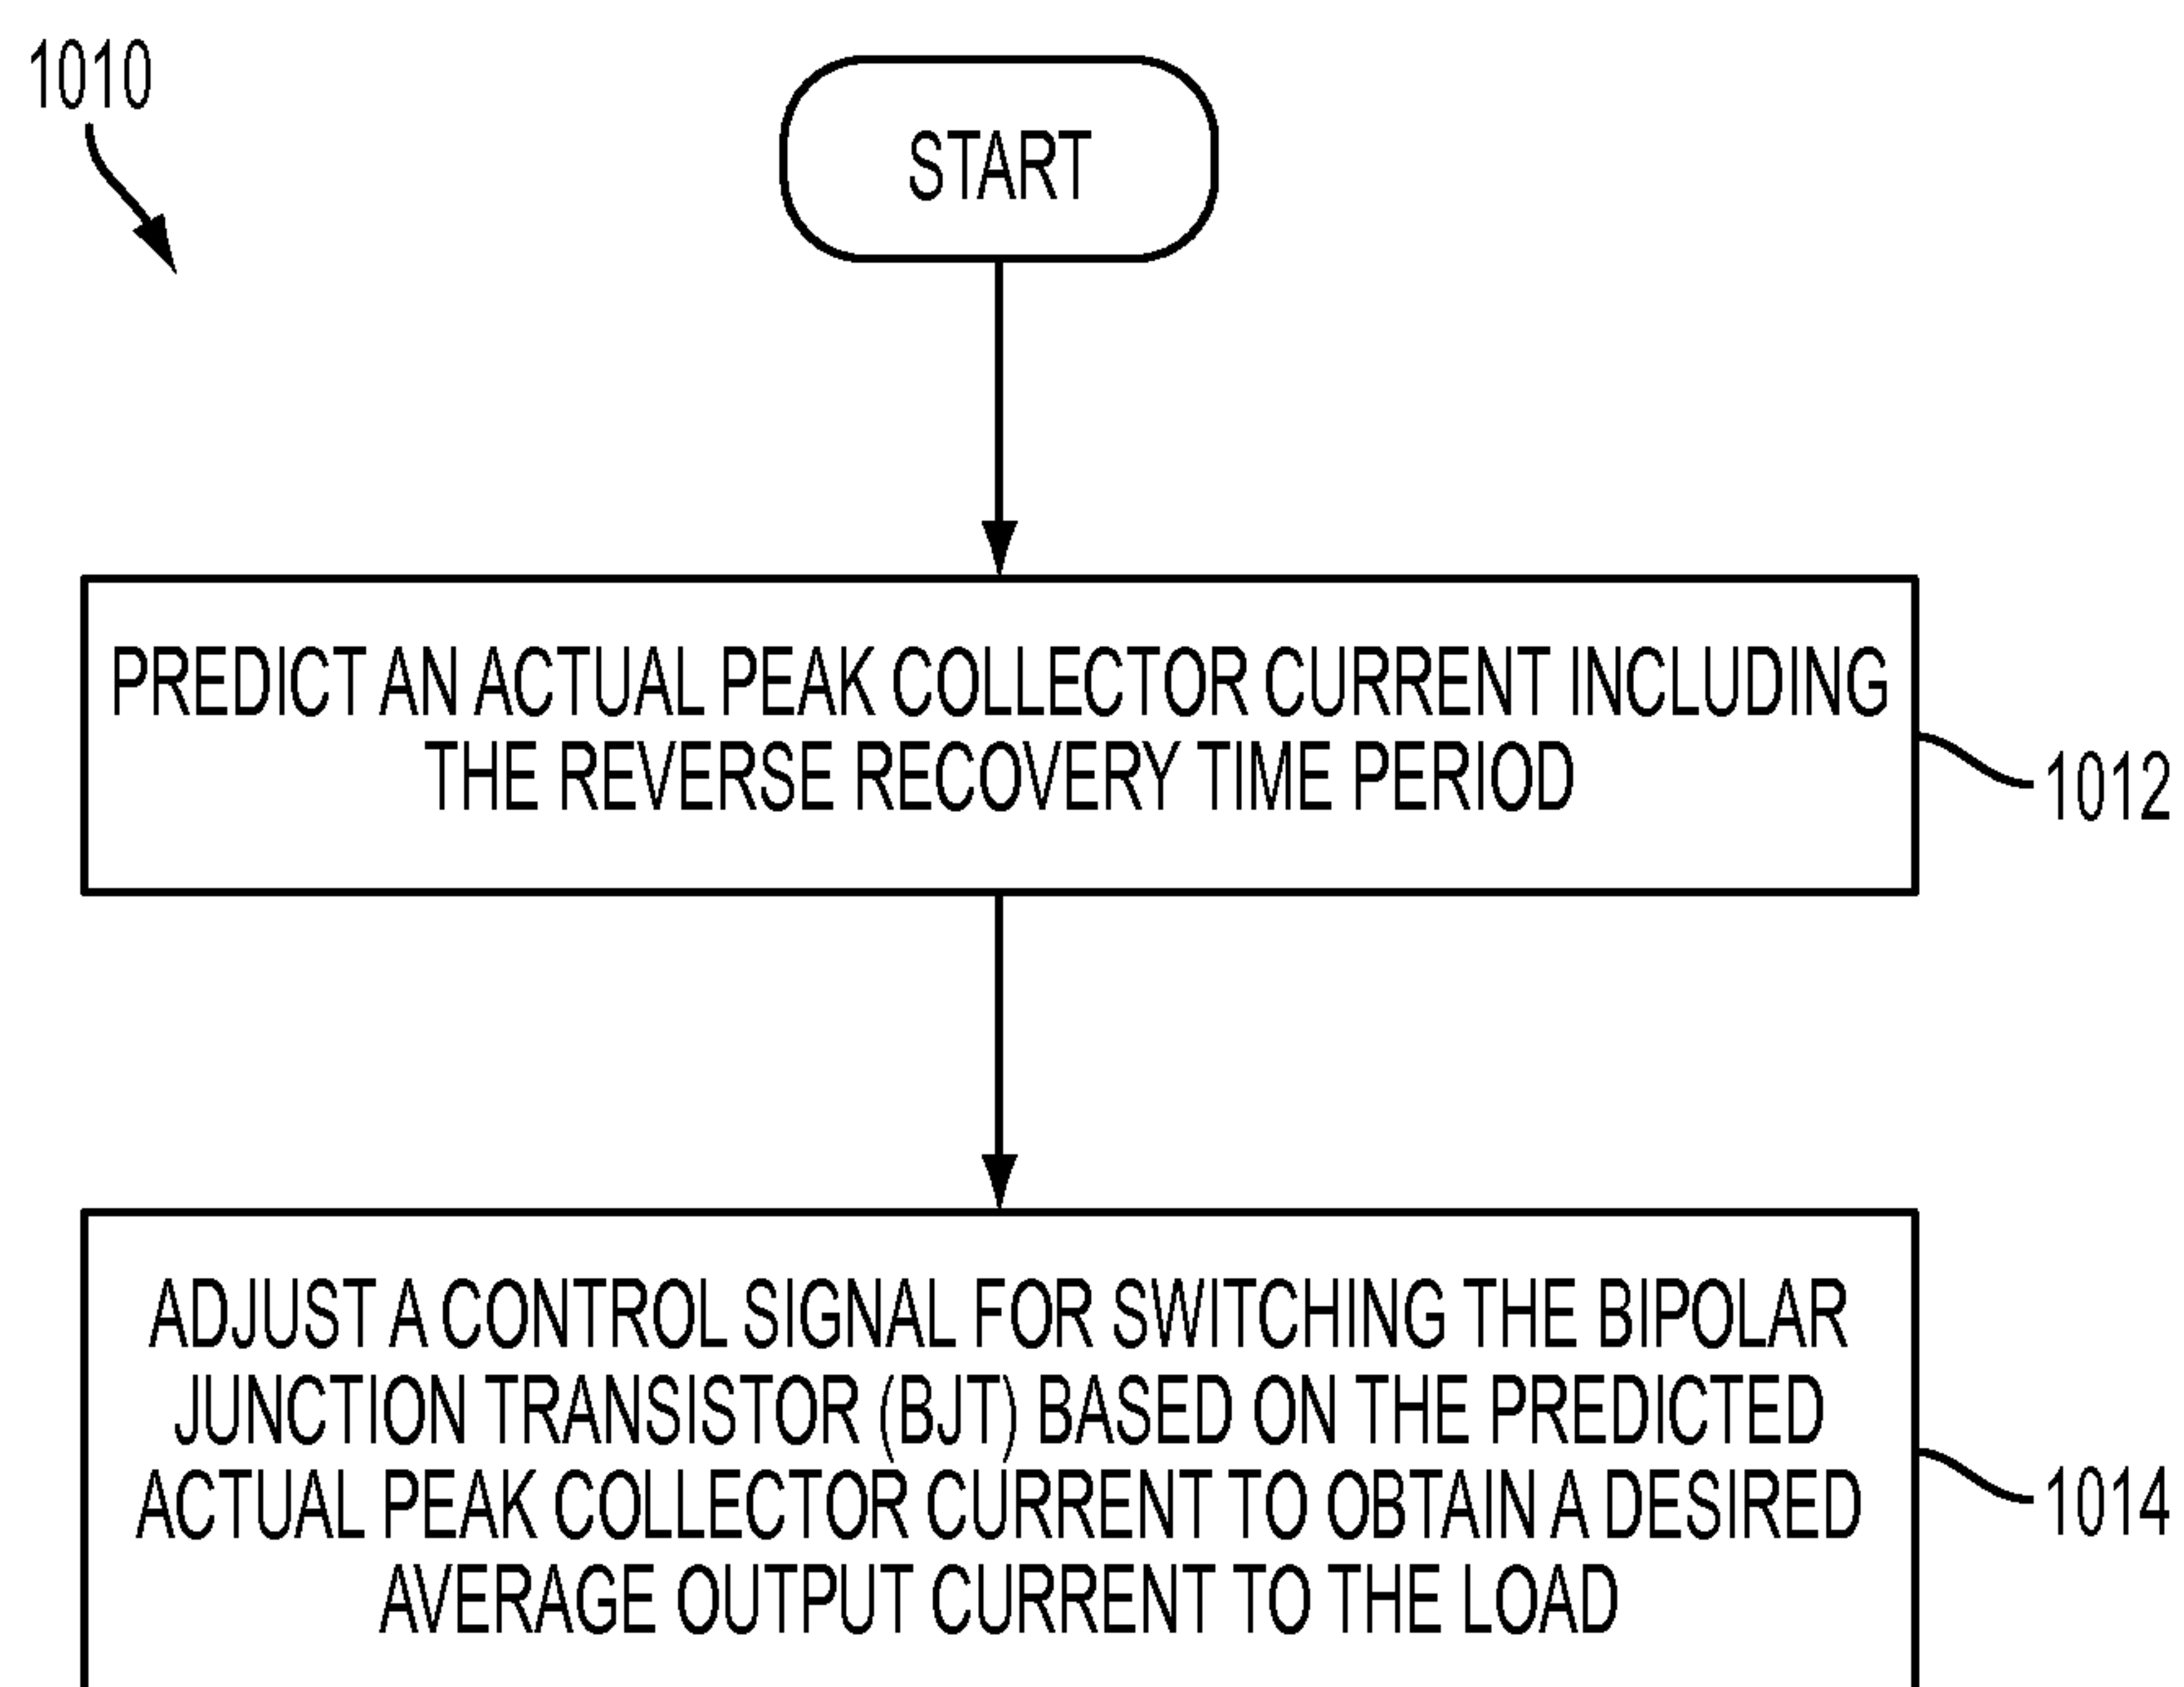 1010
START
PREDICT AN ACTUAL PEAK COLLECTOR CURRENT INCLUDING
THE REVERSE RECOVERY TIME PERIOD
1012
ADJUST A CONTROL SIGNAL FOR SWITCHING THE BIPOLAR
JUNCTION TRANSISTOR (BJT) BASED ON THE PREDICTED
ACTUAL PEAK COLLECTOR CURRENT TO OBTAIN A DESIRED
AVERAGE OUTPUT CURRENT TO THE LOAD
1014